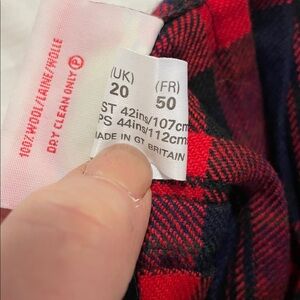 100% WOOL/LAINE/WOLLE
DRY CLEAN ONLY P
(UK) (FR)
20 50
ST 42ins/107cm
PS 44ins/112cm
MADE IN GT BRITAIN